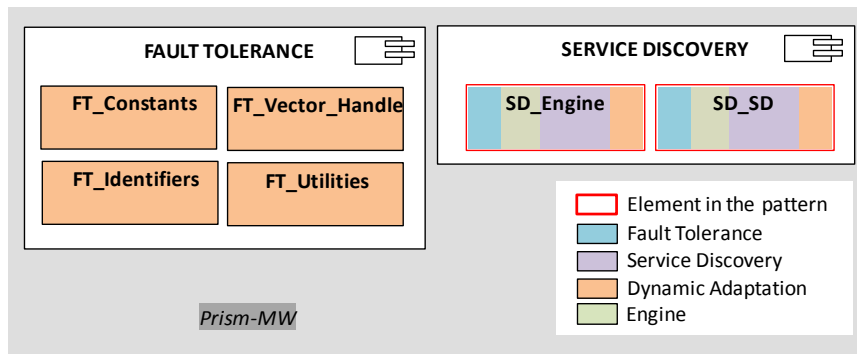 FAULT TOLERANCE
FT_Constants
FT_Vector_Handle
FT_Identifiers
FT_Utilities
SERVICE DISCOVERY
SD_Engine
SD_SD
Element in the pattern
Fault Tolerance
Service Discovery
Dynamic Adaptation
Engine
Prism-MW